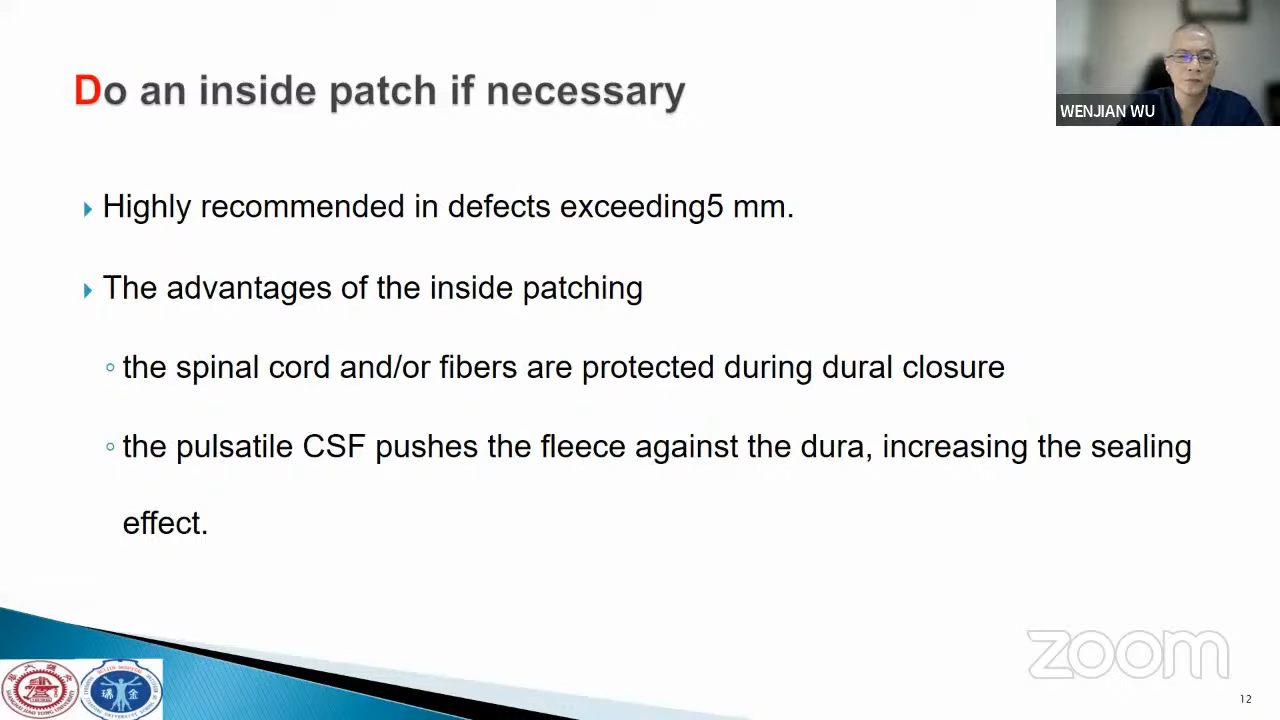 Do an inside patch if necessary
WENJIAN WU
Highly recommended in defects exceeding5 mm.
The advantages of the inside patching
the spinal cord and/or fibers are protected during dural closure
the pulsatile CSF pushes the fleece against the dura, increasing the sealing
effect.
zoom
瑞 金
12